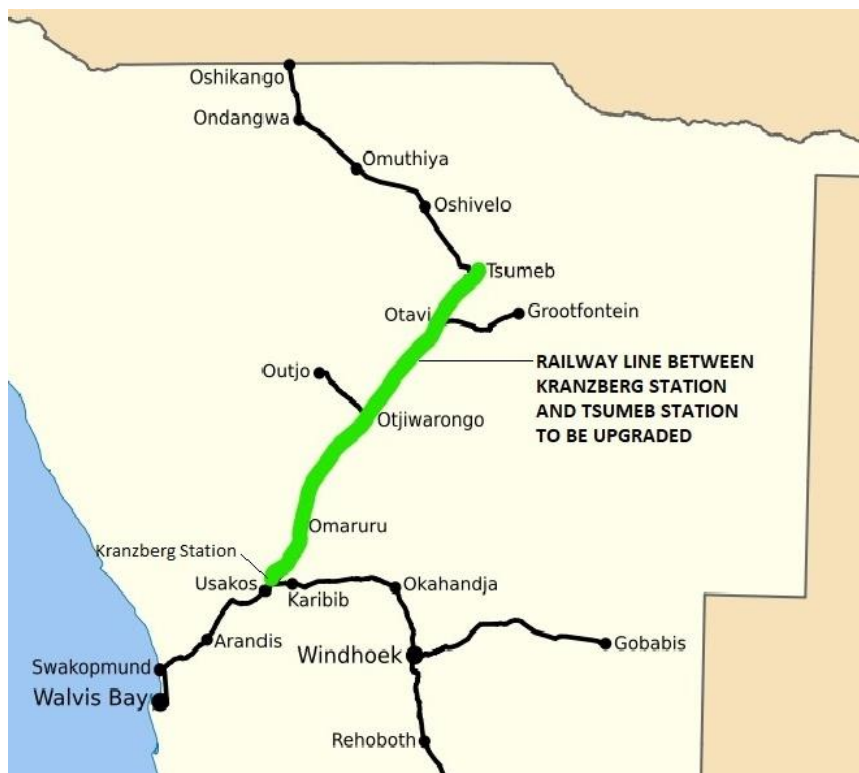 Oshikango
Ondangwa
Omuthiya
Oshivelo
Tsumeb
Otavi
Grootfontein
RAILWAY LINE BETWEEN
KRANZBERG STATION
AND TSUMEB STATION
TO BE UPGRADED
Outjo
Otjiwarongo
Omaruru
Kranzberg Station
Usakos
Karibib
Okahandja
Arandis
Windhoek
Gobabis
Swakopmund
Walvis Bay
Rehoboth